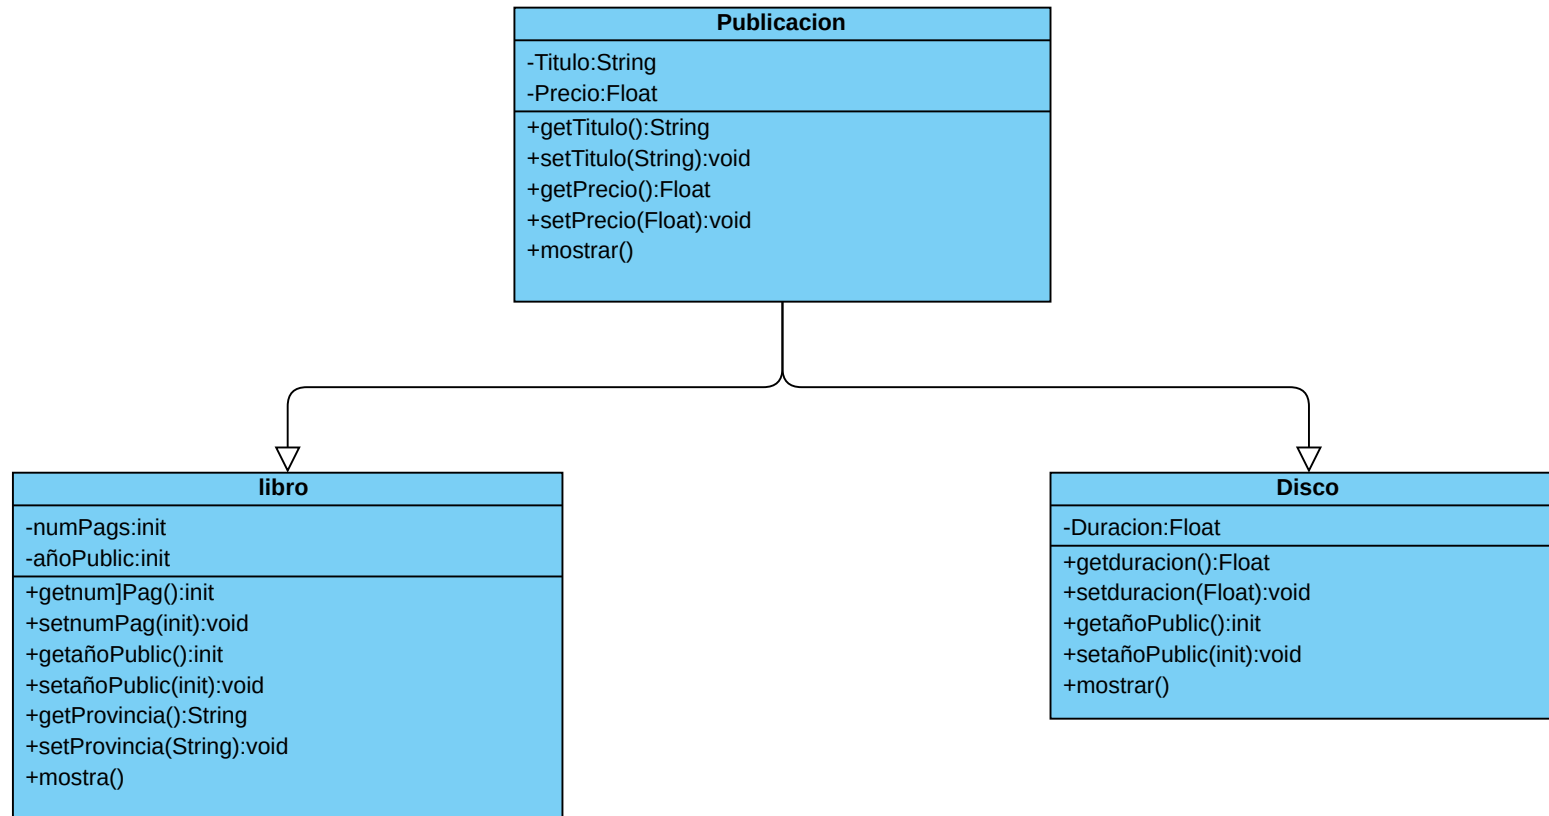 Publicacion
-Titulo:String
-Precio:Float
+getTitulo():String
+setTitulo(String):void
+getPrecio():Float
+setPrecio(Float):void
+mostrar()
libro
-numPags:init
-añoPublic:init
+getnum]Pag():init
+setnumPag(init):void
+getañoPublic():init
+setañoPublic(init):void
+getProvincia():String
+setProvincia(String):void
+mostra()
Disco
-Duracion:Float
+getduracion():Float
+setduracion(Float):void
+getañoPublic():init
+setañoPublic(init):void
+mostrar()